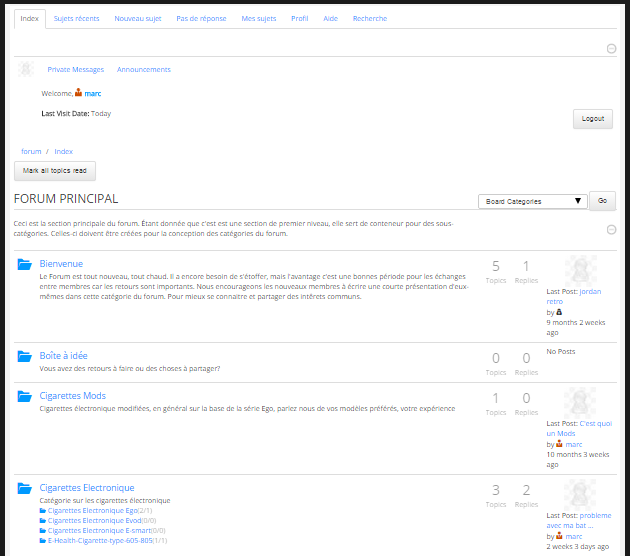 Index Sujets récents Nouveau sujet Pas de réponse Mes sujets Profil Aide Recherche
Private Messages Announcements
Welcome, marc
Last Visit Date: Today
Logout
forum / Index
Mark all topics read
FORUM PRINCIPAL
Board Categories
Go
Ceci est la section principale du forum. Étant donnée que c'est est une section de premier niveau, elle sert de conteneur pour des sous-
catégories. Celles-ci doivent être créées pour la conception des catégories du forum.
Bienvenue
Le Forum est tout nouveau, tout chaud. Il a encore besoin de s'étoffer, mais l'avantage c'est une bonnes période pour les échanges
entre membres car les retours sont importants. Nous encourageons les nouveaux membres à écrire une courte présentation d'eux-
mêmes dans cette catégorie du forum. Pour mieux se connaitre et partager des intérets communs.
5 Topics
1 Replies
Last Post: jordan
retro
by
9 months 2 weeks
ago
Boîte à idée
Vous avez des retours à faire ou des choses à partager?
0 Topics
0 Replies
No Posts
Cigarettes Mods
Cigarettes électronique modifiées, en général sur la base de la série Ego, parlez nous de vos modèles préférés, votre expérience
1 Topics
0 Replies
Last Post: C'est quoi
un Mods
by marc
10 months 3 weeks
ago
Cigarettes Electronique
Catégorie sur les cigarettes électronique
Cigarettes Electronique Ego(2/1)
Cigarettes Electronique Evod(0/0)
Cigarettes Electronique E-smart(0/0)
E-Health-Cigarette-type-605-805(1/1)
3 Topics
2 Replies
Last Post: probleme
avec ma bat ...
by marc
2 weeks 3 days ago